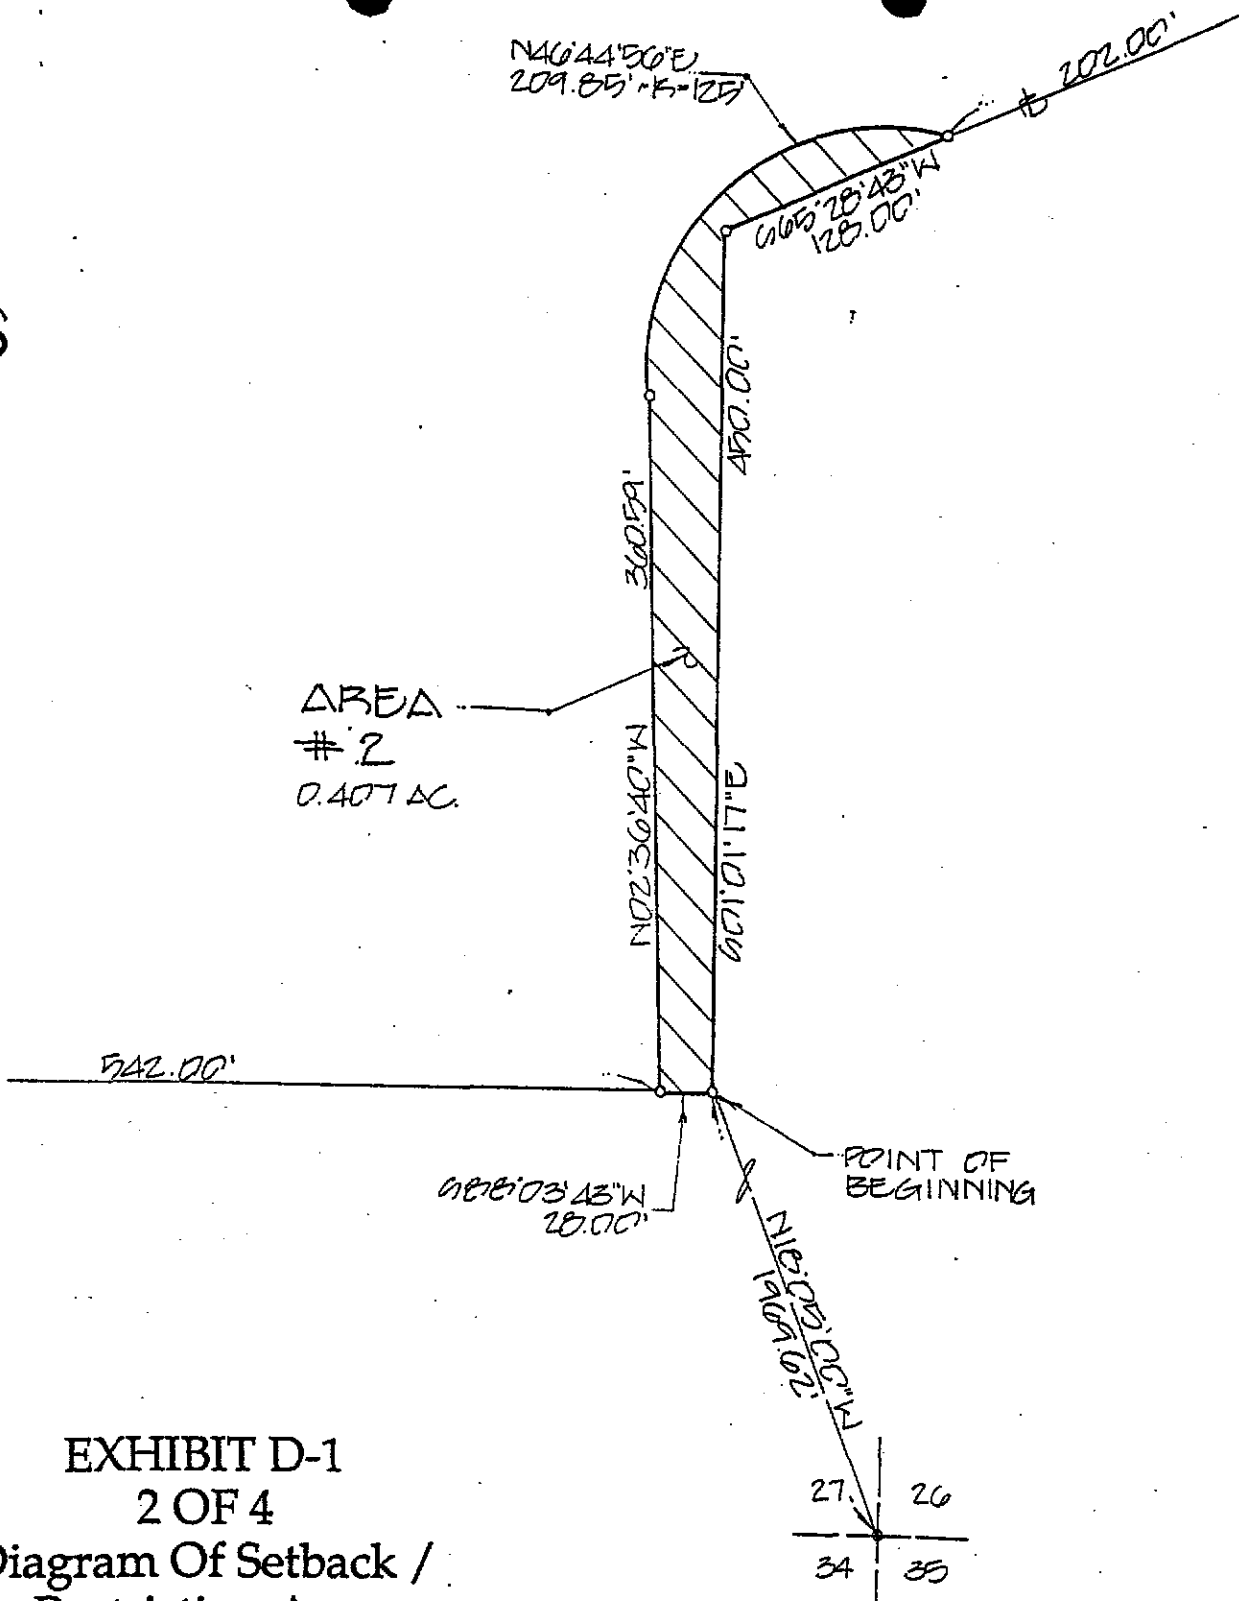 N46°44'56"E
209.85' ~R=125'
202.00'
S65°28'43"W
128.00'
450.00'
360.59'
AREA
# 2
0.407 AC.
N02°36'40"W
S01°01'17"E
542.00'
POINT OF
BEGINNING
S88°03'43"W
28.00'
N18°05'00"W
1969.62'
EXHIBIT D-1
2 OF 4
Diagram Of Setback /
27
26
34
35